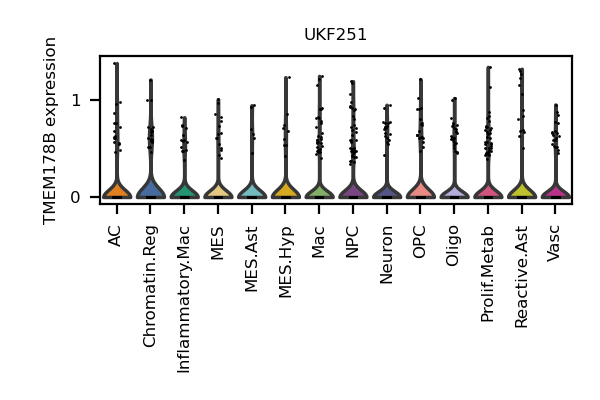 UKF251
TMEM178B expression
1
0
AC
Chromatin.Reg
Inflammatory.Mac
MES
MES.Ast
MES.Hyp
Mac
NPC
Neuron
OPC
Oligo
Prolif.Metab
Reactive.Ast
Vasc